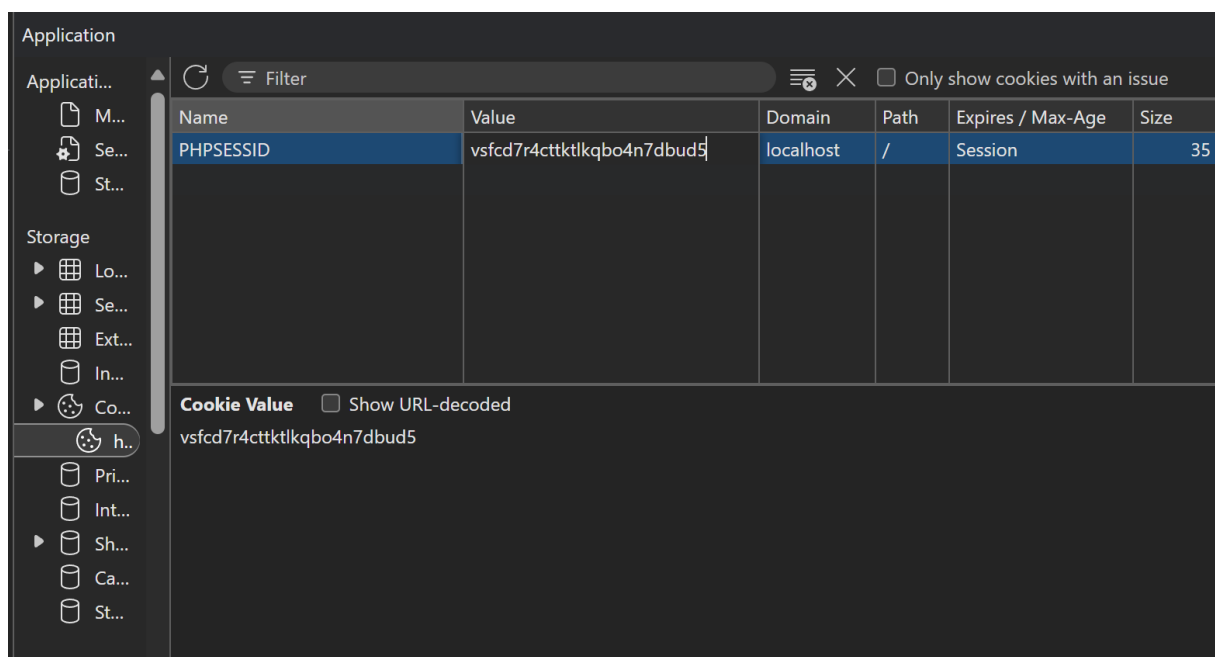 Application
Applicati...
M...
Se...
St...
Storage
Lo...
Se...
Ext...
In...
Co...
h..
Pri...
Int...
Sh...
Ca...
St...
Filter Only show cookies with an issue
Name Value Domain Path Expires / Max-Age Size
PHPSESSID vsfcd7r4cttktlkqbo4n7dbud5 localhost / Session 35
Cookie Value Show URL-decoded
vsfcd7r4cttktlkqbo4n7dbud5